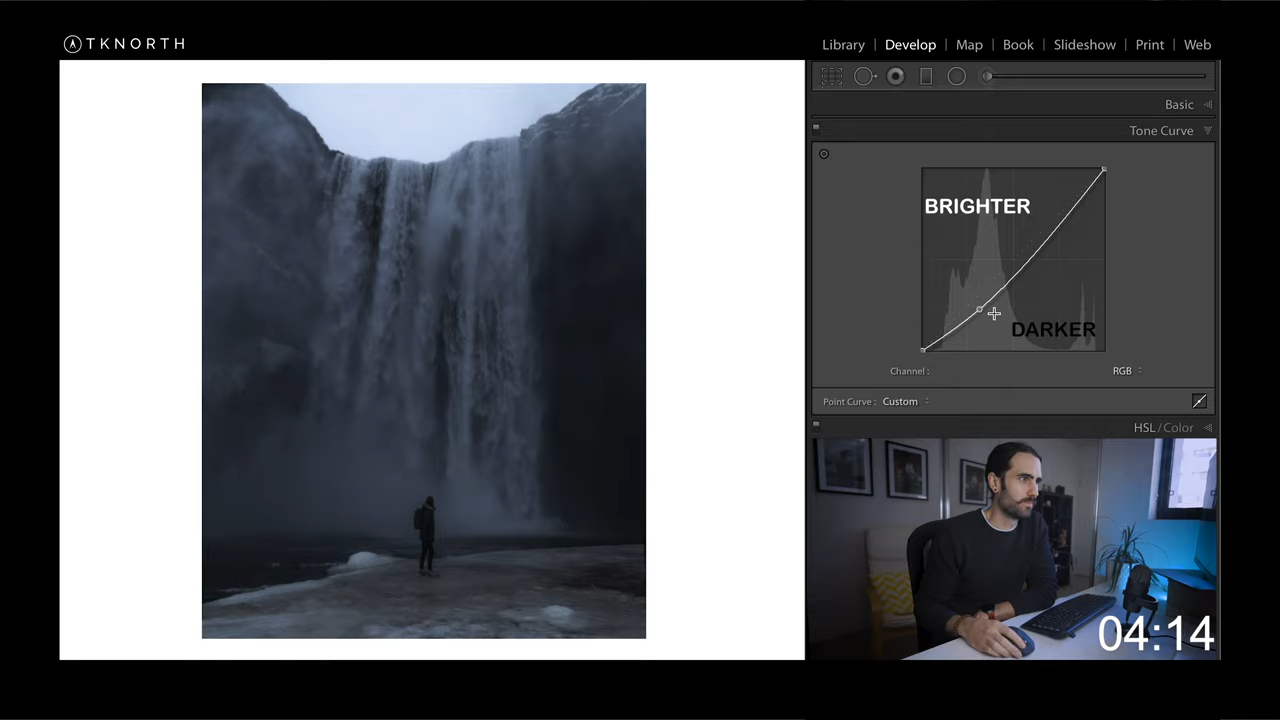 TKNORTH
Library | Develop | Map | Book | Slideshow | Print | Web
Basic
Tone Curve
BRIGHTER
DARKER
Channel : RGB
Point Curve : Custom
HSL / Color
04:14